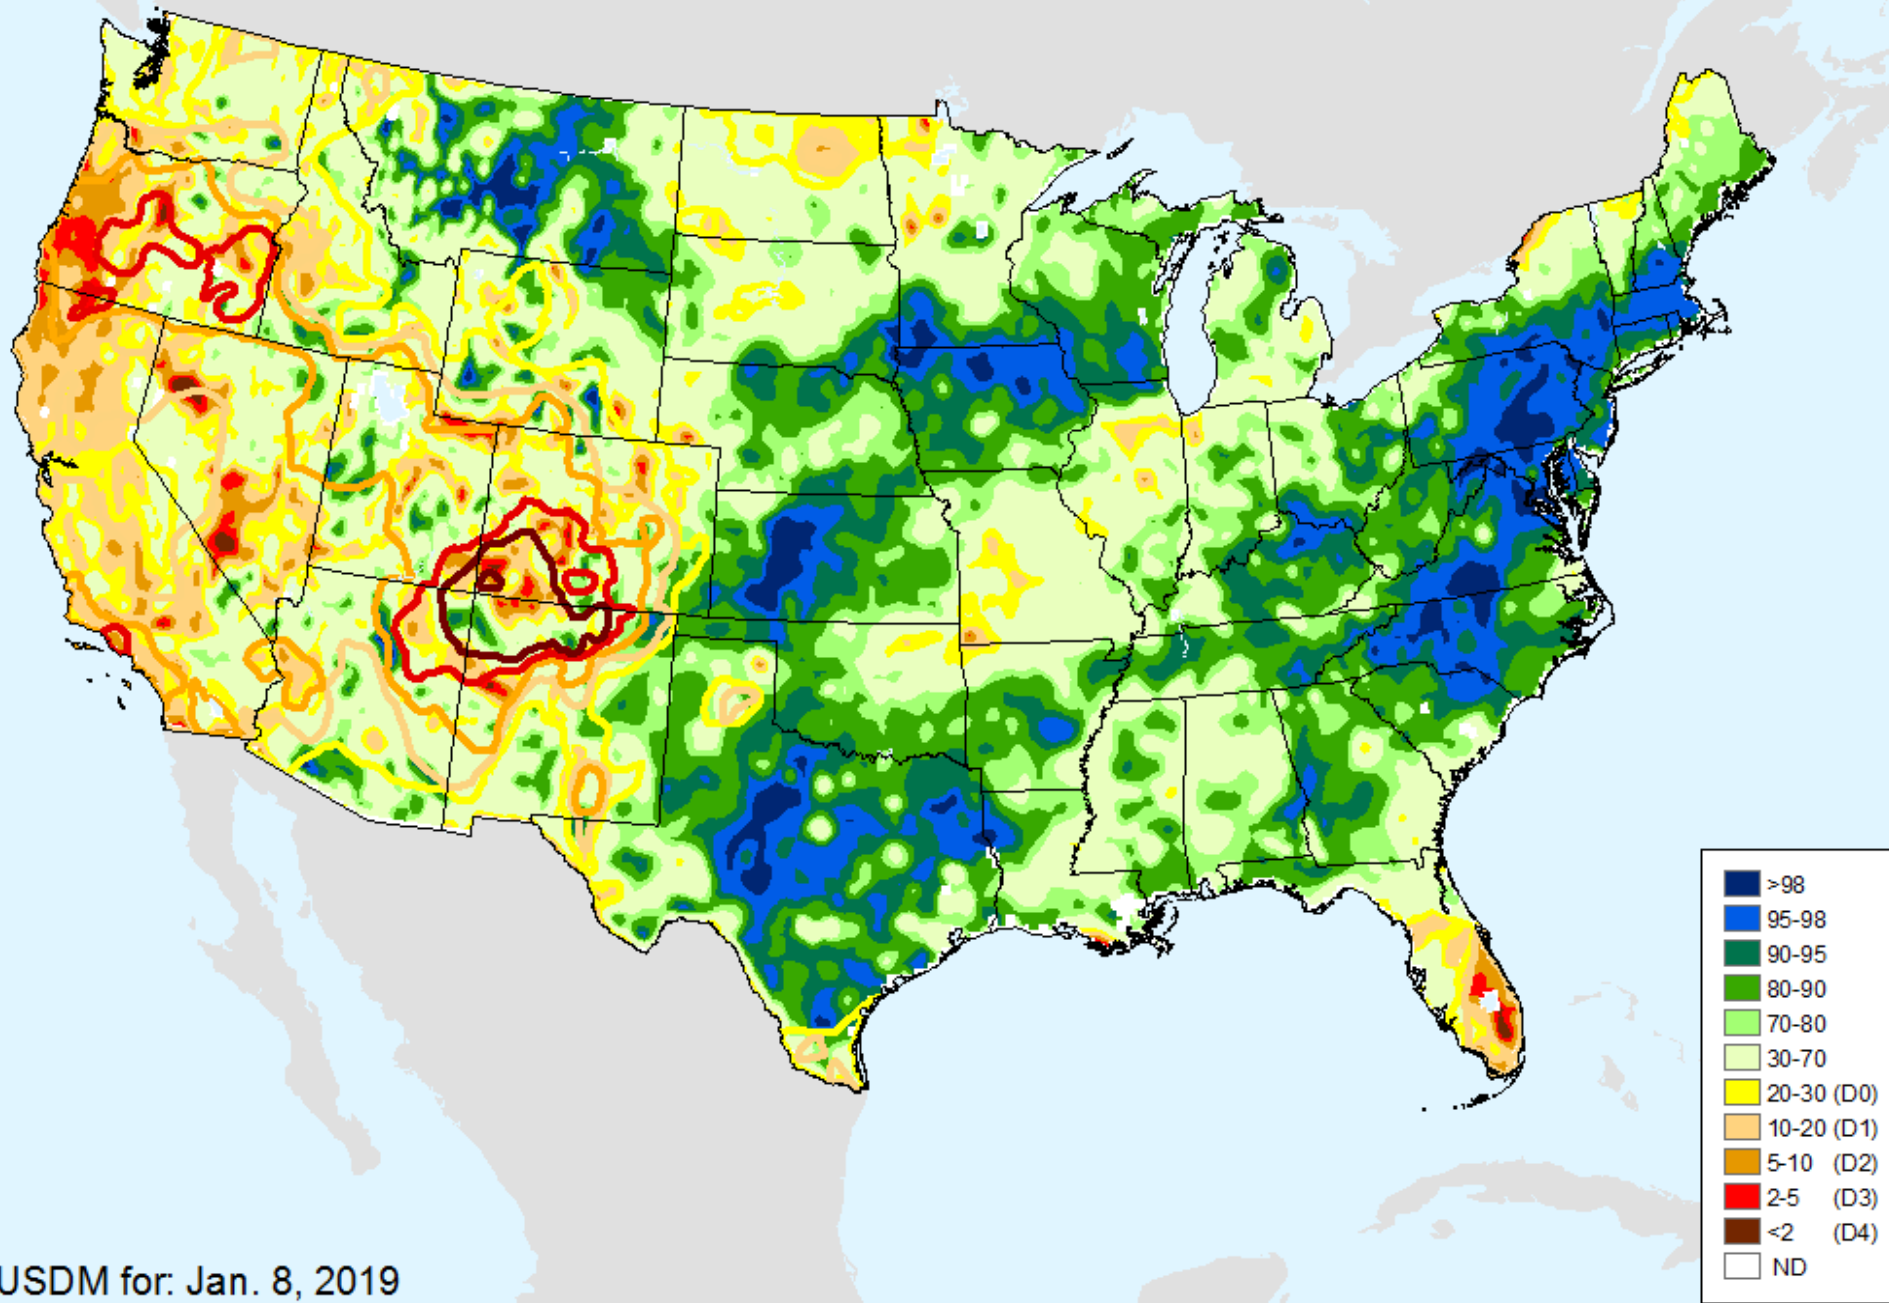 >98
95-98
90-95
80-90
70-80
30-70
20-30 (D0)
10-20 (D1)
5-10 (D2)
2-5 (D3)
<2 (D4)
ND
USDM for: Jan. 8, 2019